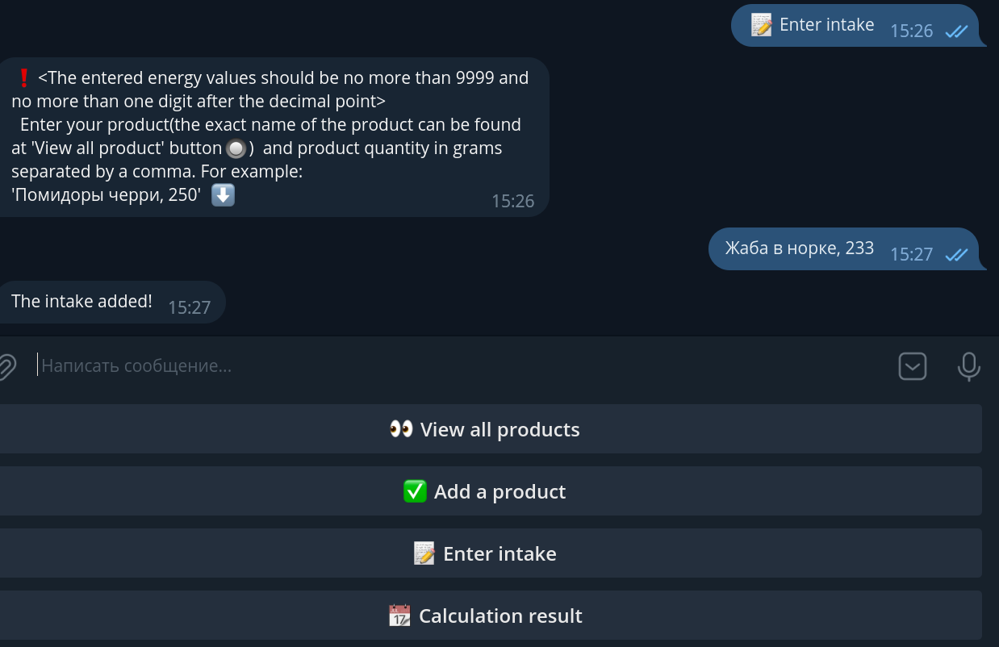 📝 Enter intake 15:26
❗ <The entered energy values should be no more than 9999 and
no more than one digit after the decimal point>
Enter your product(the exact name of the product can be found
at 'View all product' button🔘) and product quantity in grams
separated by a comma. For example:
'Помидоры черри, 250' ⬇️ 15:26
Жаба в норке, 233 15:27
The intake added! 15:27
Написать сообщение...
👀 View all products
✅ Add a product
📝 Enter intake
📆 Calculation result